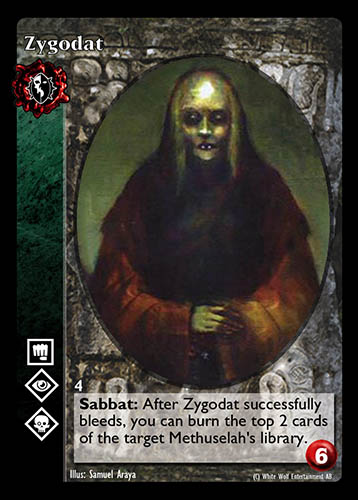 Zygodat
4
Sabbat: After Zygodat successfully
bleeds, you can burn the top 2 cards
of the target Methuselah's library.
6
Illus: Samuel Araya
(C) White Wolf Entertainment AB